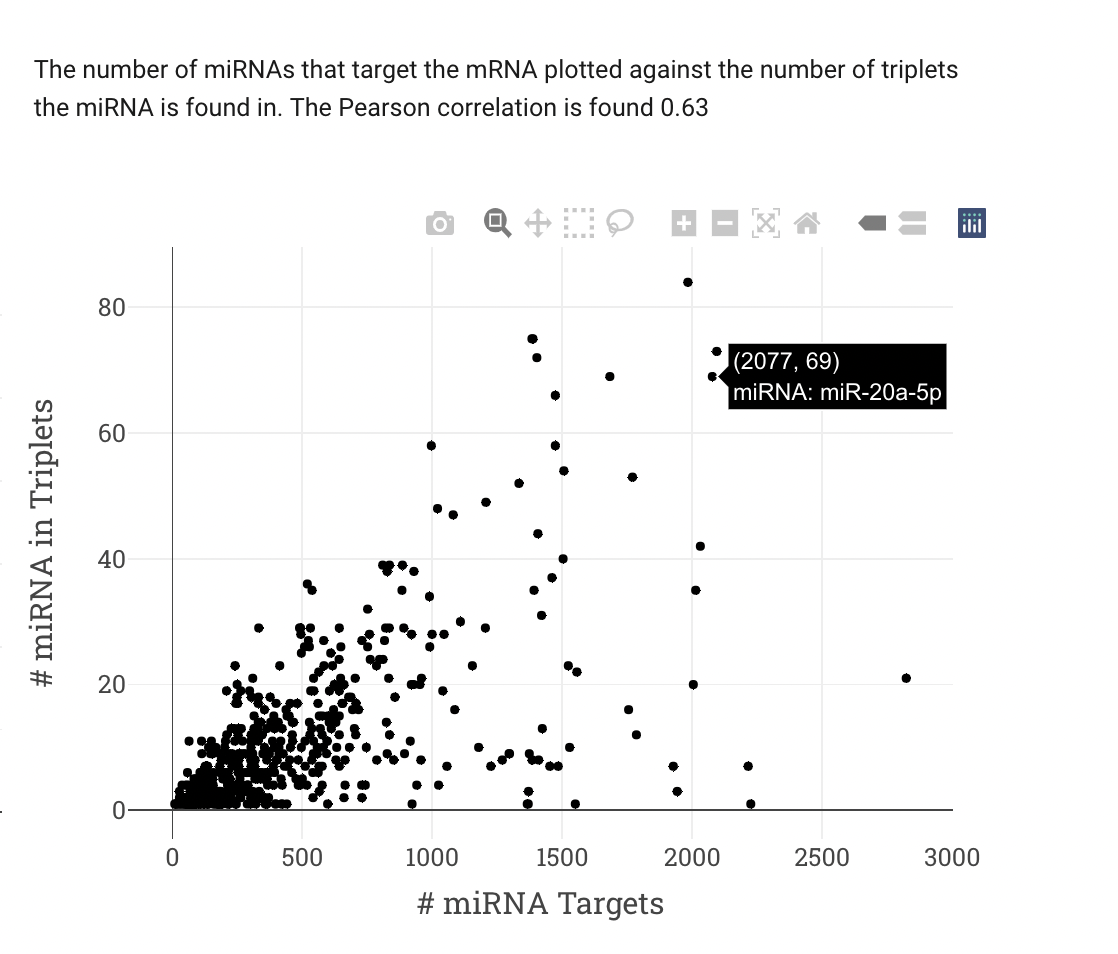 The number of miRNAs that target the mRNA plotted against the number of triplets
the miRNA is found in. The Pearson correlation is found 0.63
80
(2077, 69)
miRNA: miR-20a-5p
60
# miRNA in Triplets
40
20
0
0 500 1000 1500 2000 2500 3000
# miRNA Targets